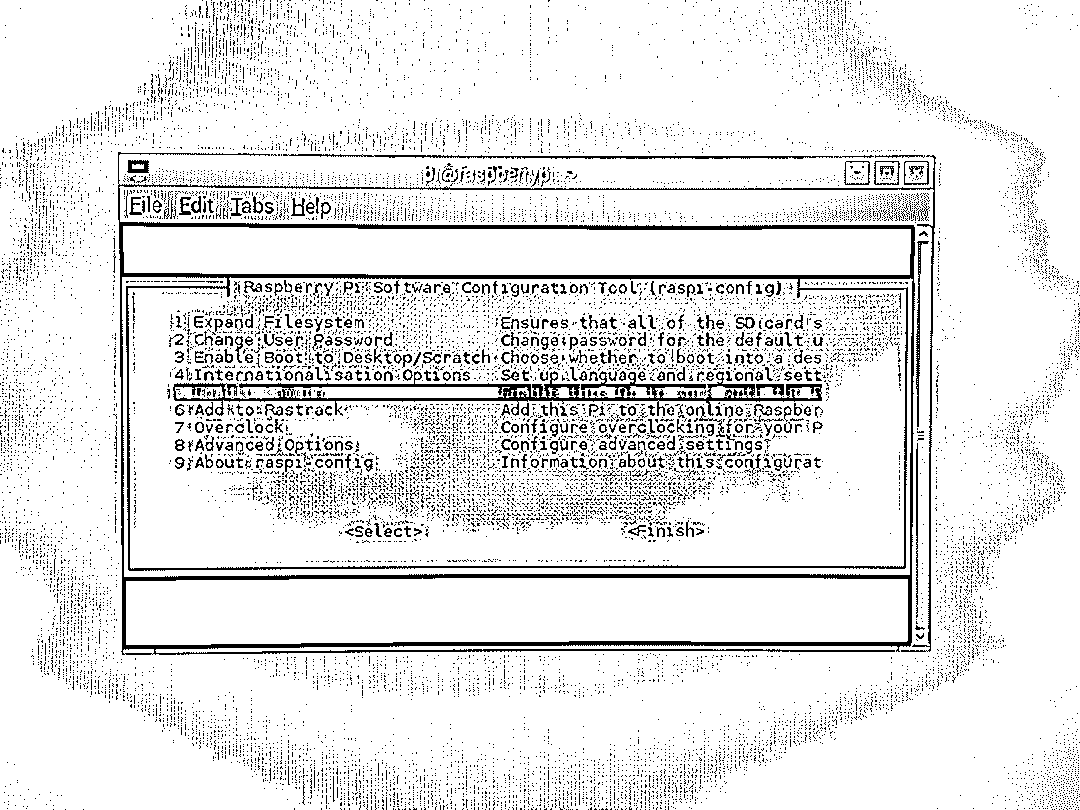 pi@raspberrypi: ~
File Edit Tabs Help
Raspberry Pi Software Configuration Tool (raspi-config)
1 Expand Filesystem Ensures that all of the SD card s
2 Change User Password Change password for the default u
3 Enable Boot to Desktop/Scratch Choose whether to boot into a des
4 Internationalisation Options Set up language and regional sett
6 Add to Rastrack Add this Pi to the online Raspber
7 Overclock Configure overclocking for your P
8 Advanced Options Configure advanced settings
9 About raspi-config Information about this configurat
<Select> <Finish>